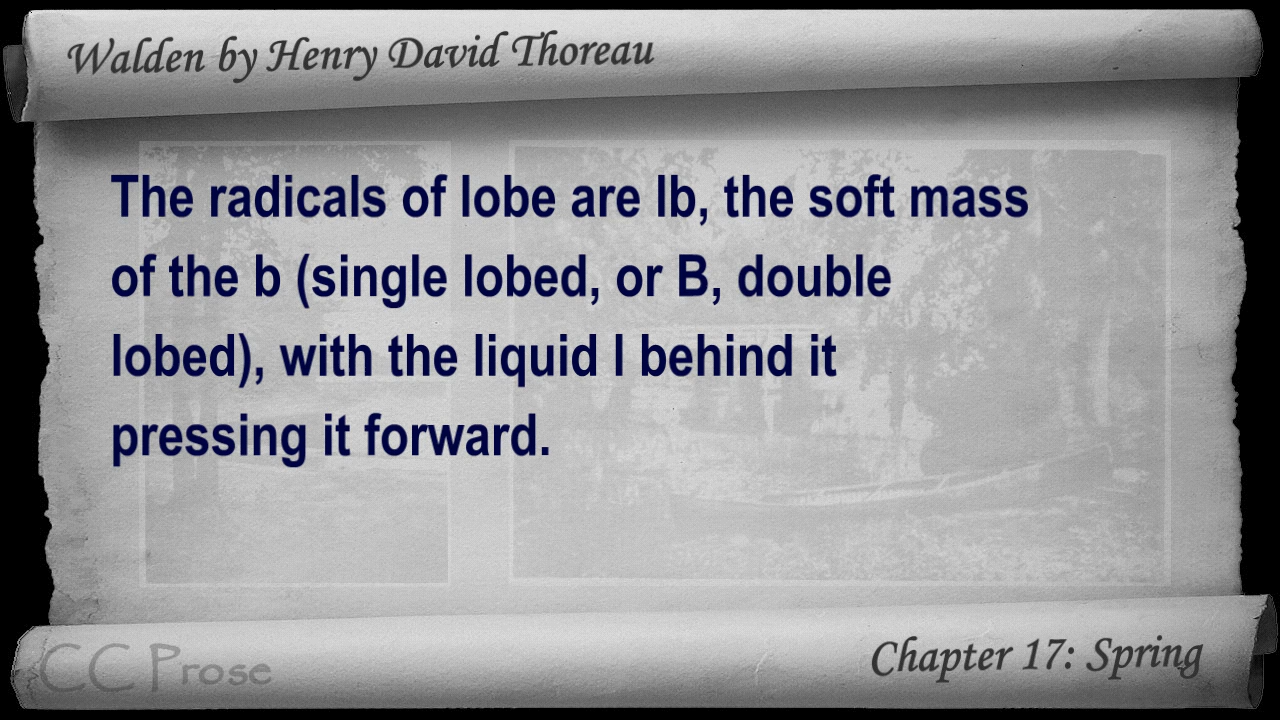 Walden by Henry David Thoreau
The radicals of lobe are lb, the soft mass
of the b (single lobed, or B, double
lobed), with the liquid l behind it
pressing it forward.
CC Prose
Chapter 17: Spring